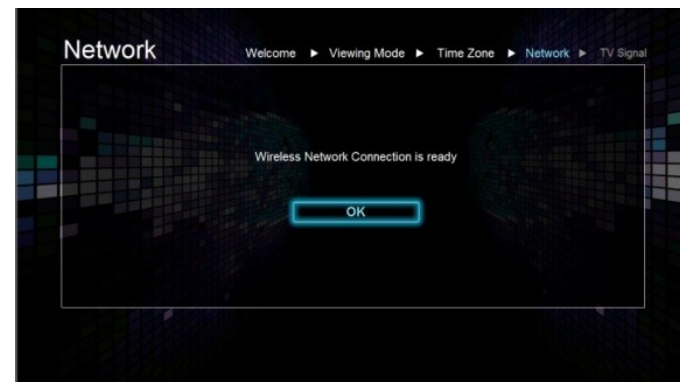 Network
Welcome ▶ Viewing Mode ▶ Time Zone ▶ Network ▶ TV Signal
Wireless Network Connection is ready
OK